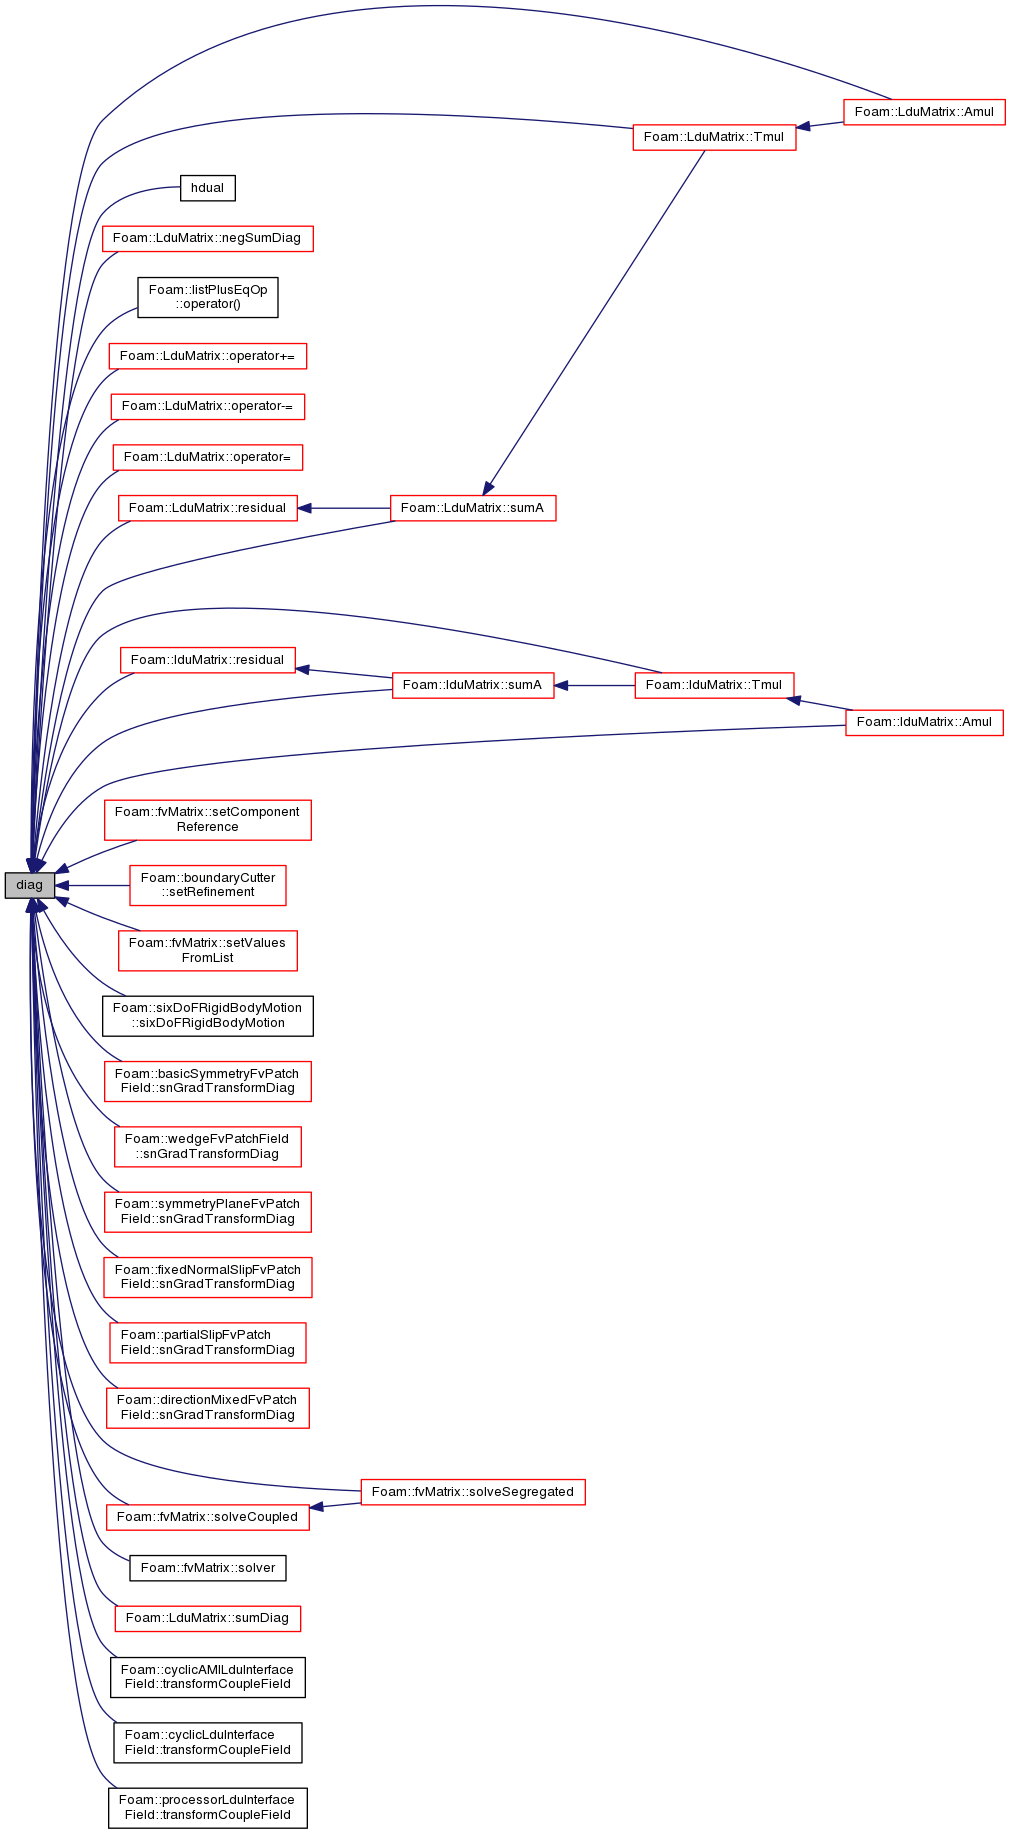 Foam::LduMatrix::Amul
Foam::LduMatrix::Tmul
hdual
Foam::LduMatrix::negSumDiag
Foam::listPlusEqOp
::operator()
Foam::LduMatrix::operator+=
Foam::LduMatrix::operator-=
Foam::LduMatrix::operator=
Foam::LduMatrix::residual
Foam::LduMatrix::sumA
Foam::lduMatrix::residual
Foam::lduMatrix::sumA
Foam::lduMatrix::Tmul
Foam::lduMatrix::Amul
Foam::fvMatrix::setComponent
Reference
diag
Foam::boundaryCutter
::setRefinement
Foam::fvMatrix::setValues
FromList
Foam::sixDoFRigidBodyMotion
::sixDoFRigidBodyMotion
Foam::basicSymmetryFvPatch
Field::snGradTransformDiag
Foam::wedgeFvPatchField
::snGradTransformDiag
Foam::symmetryPlaneFvPatch
Field::snGradTransformDiag
Foam::fixedNormalSlipFvPatch
Field::snGradTransformDiag
Foam::partialSlipFvPatch
Field::snGradTransformDiag
Foam::directionMixedFvPatch
Field::snGradTransformDiag
Foam::fvMatrix::solveSegregated
Foam::fvMatrix::solveCoupled
Foam::fvMatrix::solver
Foam::LduMatrix::sumDiag
Foam::cyclicAMILduInterface
Field::transformCoupleField
Foam::cyclicLduInterface
Field::transformCoupleField
Foam::processorLduInterface
Field::transformCoupleField